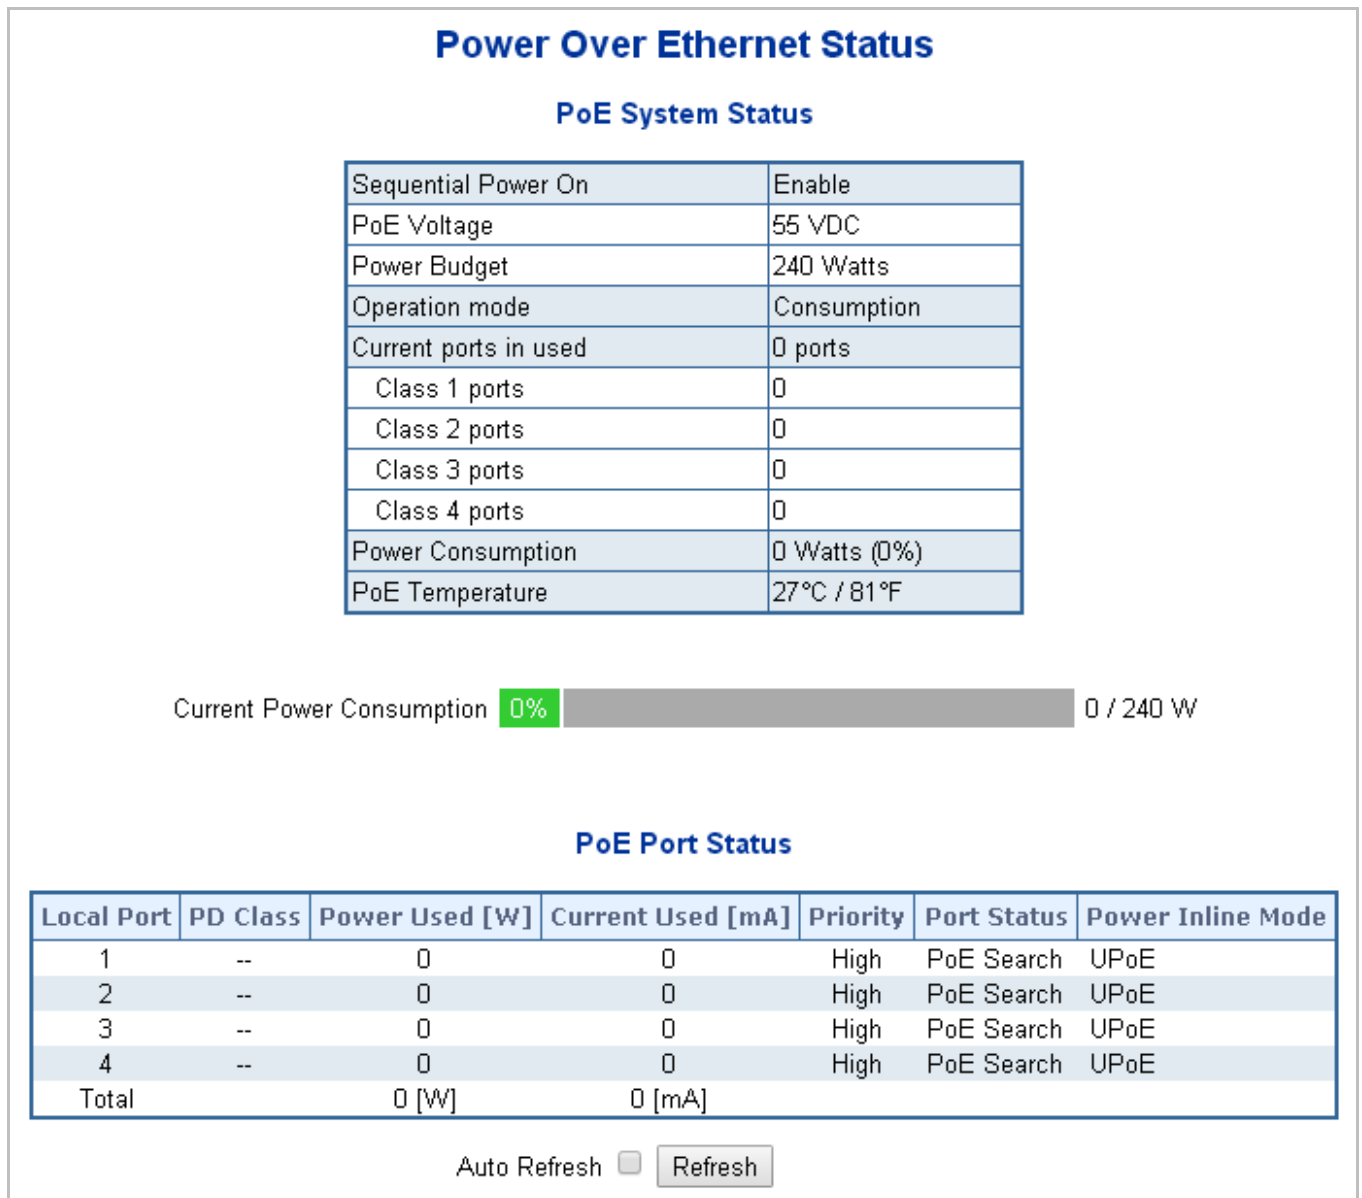 Power Over Ethernet Status
PoE System Status
Sequential Power On Enable
PoE Voltage 55 VDC
Power Budget 240 Watts
Operation mode Consumption
Current ports in used 0 ports
Class 1 ports 0
Class 2 ports 0
Class 3 ports 0
Class 4 ports 0
Power Consumption 0 Watts (0%)
PoE Temperature 27°C / 81°F
Current Power Consumption 0% 0 / 240 W
PoE Port Status
Local Port PD Class Power Used [W] Current Used [mA] Priority Port Status Power Inline Mode
1 -- 0 0 High PoE Search UPoE
2 -- 0 0 High PoE Search UPoE
3 -- 0 0 High PoE Search UPoE
4 -- 0 0 High PoE Search UPoE
Total 0 [W] 0 [mA]
Auto Refresh Refresh